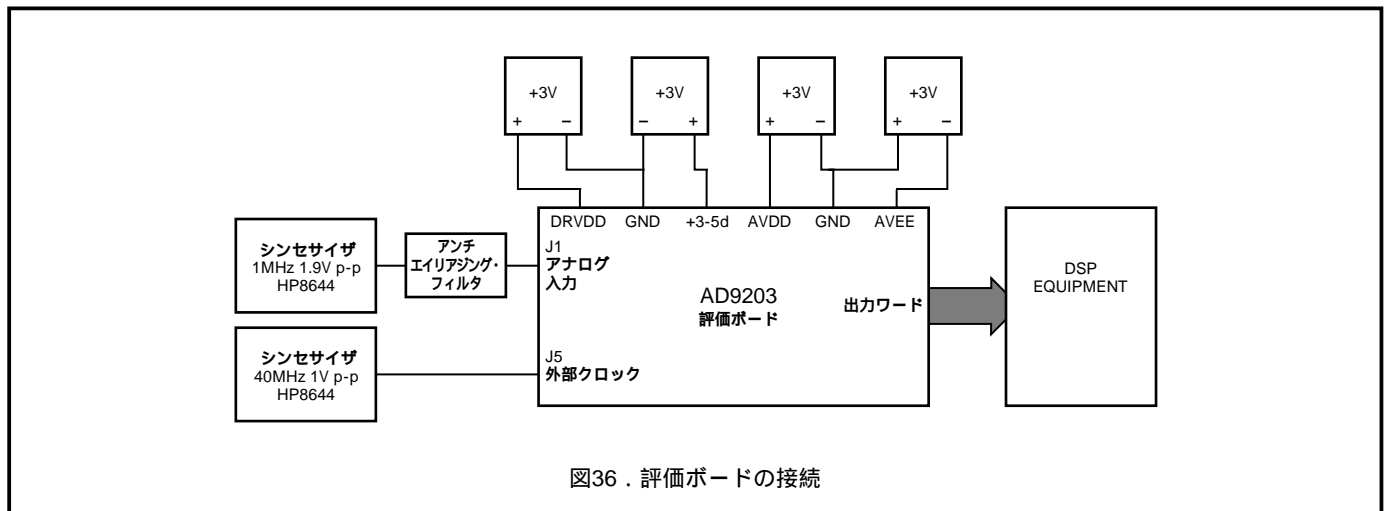 +3V
+ −
+3V
− +
+3V
+ −
+3V
+ −
DRVDD GND +3-5d AVDD GND AVEE
シンセサイザ
1MHz 1.9V p-p
HP8644
アンチ
エイリアジング・
フィルタ
J1
アナログ
入力
AD9203
評価ボード
出力ワード
DSP
EQUIPMENT
シンセサイザ
40MHz 1V p-p
HP8644
J5
外部クロック
図36．評価ボードの接続